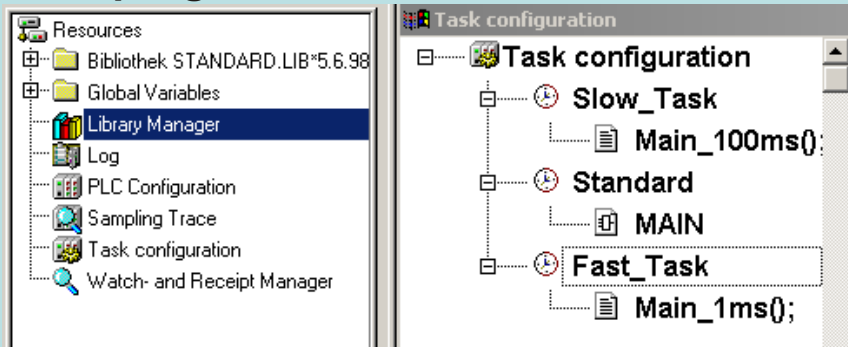 Resources
Bibliothek STANDARD.LIB*5.6.98
Global Variables
Library Manager
Log
PLC Configuration
Sampling Trace
Task configuration
Watch- and Receipt Manager
Task configuration
Task configuration
Slow_Task
Main_100ms();
Standard
MAIN
Fast_Task
Main_1ms();